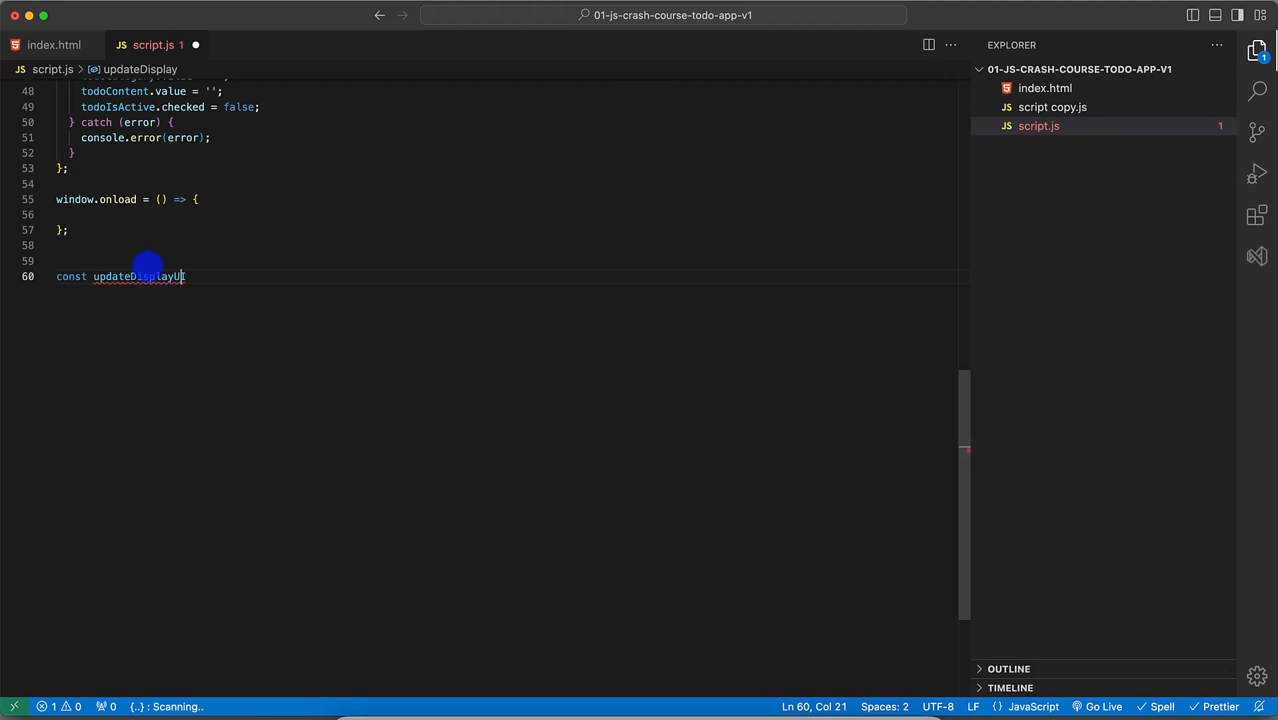 01-js-crash-course-todo-app-v1
index.html
JS script.js 1
EXPLORER
JS script.js > updateDisplay
48 todoContent.value = '';
49 todoIsActive.checked = false;
50 } catch (error) {
51 console.error(error);
52 }
53 };
54
55 window.onload = () => {
56
57 };
58
59
60 const updateDisplayUI
01-JS-CRASH-COURSE-TODO-APP-V1
index.html
JS script copy.js
JS script.js 1
1
OUTLINE
TIMELINE
1 0 0 {..} : Scanning..
Ln 60, Col 21 Spaces: 2 UTF-8 LF {} JavaScript Go Live Spell Prettier